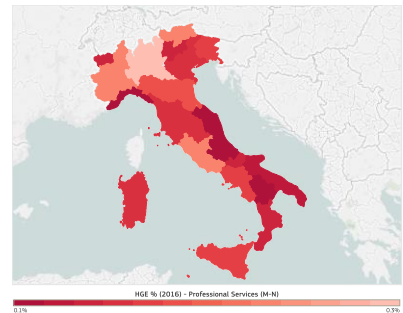 HGE % (2016) - Professional Services (M-N)
0.1% 0.3%